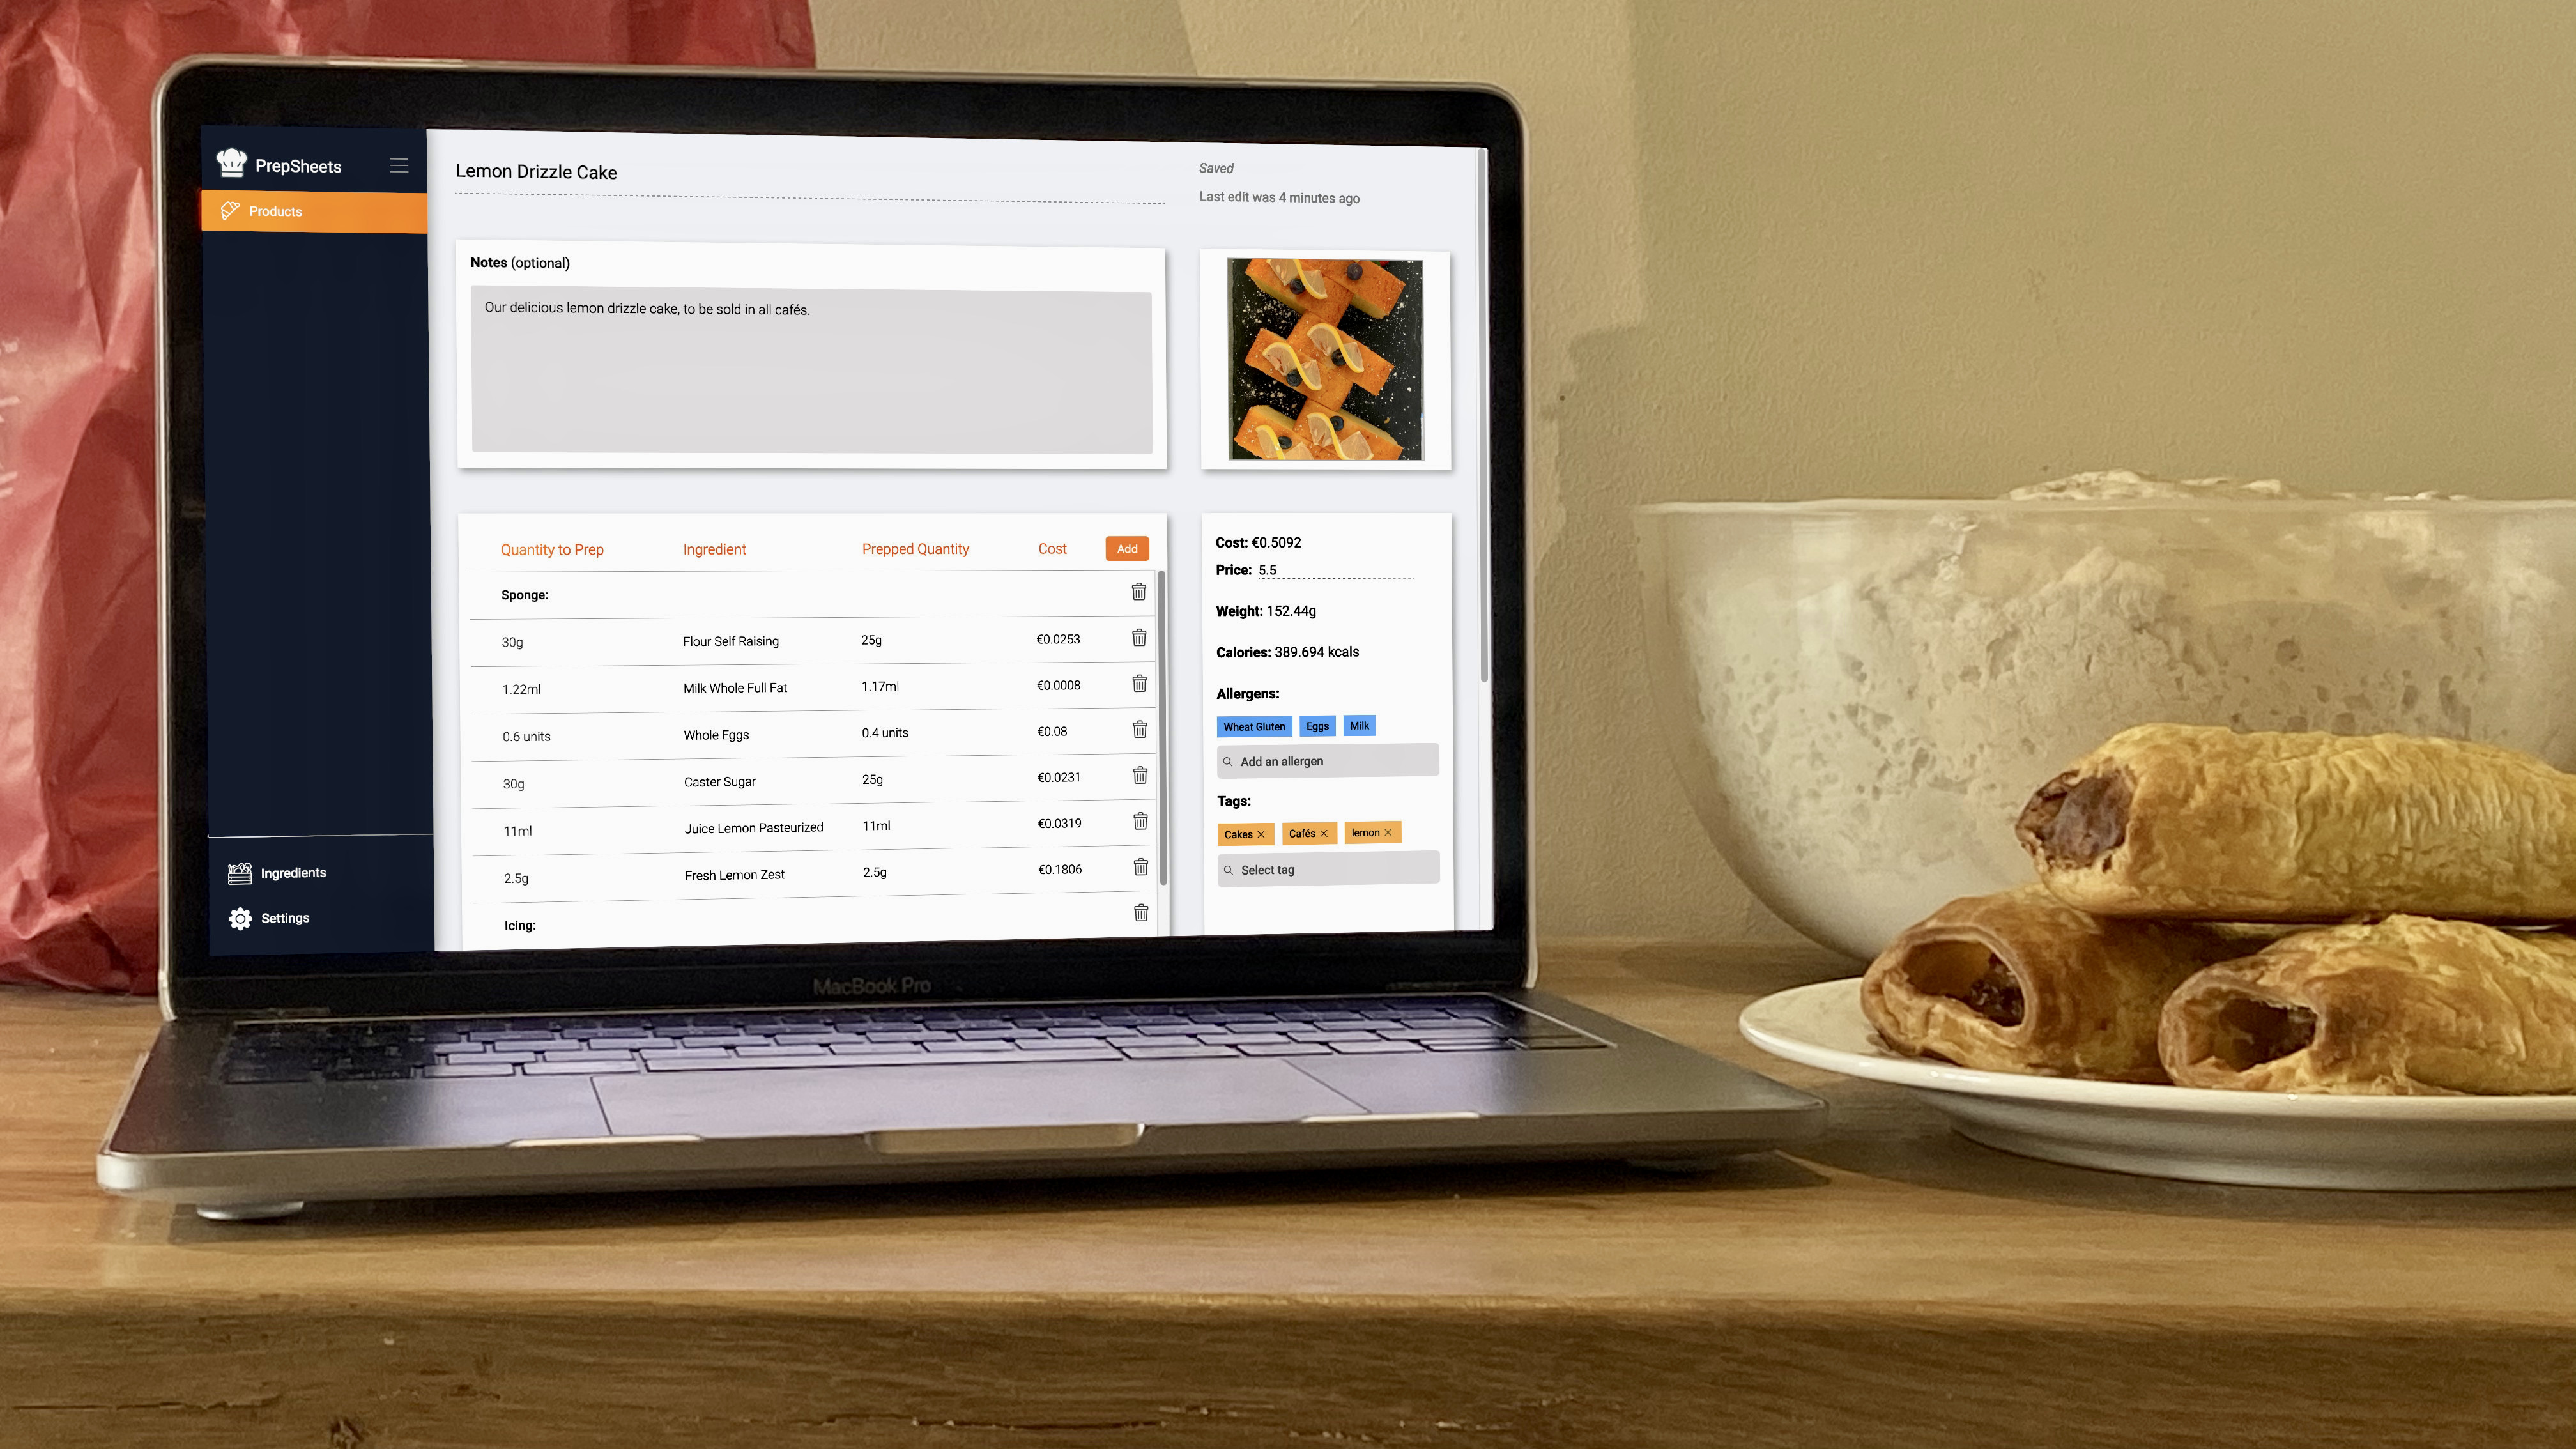 PrepSheets
Products
Ingredients
Settings
Lemon Drizzle Cake
Saved
Last edit was 4 minutes ago
Notes (optional)
Our delicious lemon drizzle cake, to be sold in all cafés.
Quantity to Prep Ingredient Prepped Quantity Cost Add
Sponge:
30g Flour Self Raising 25g €0.0253
1.22ml Milk Whole Full Fat 1.17ml €0.0008
0.6 units Whole Eggs 0.4 units €0.08
30g Caster Sugar 25g €0.0231
11ml Juice Lemon Pasteurized 11ml €0.0319
2.5g Fresh Lemon Zest 2.5g €0.1806
Icing:
Cost: €0.5092
Price: 5.5
Weight: 152.44g
Calories: 389.694 kcals
Allergens:
Wheat Gluten Eggs Milk
Add an allergen
Tags:
Cakes × Cafés × lemon ×
Select tag
MacBook Pro